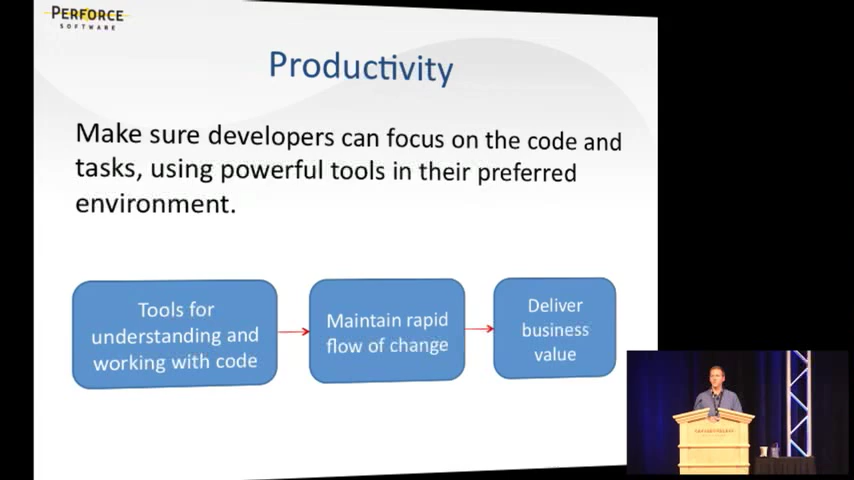 PERFORCE
SOFTWARE
Productivity
Make sure developers can focus on the code and
tasks, using powerful tools in their preferred
environment.
Tools for
understanding and
working with code
Maintain rapid
flow of change
Deliver
business
value